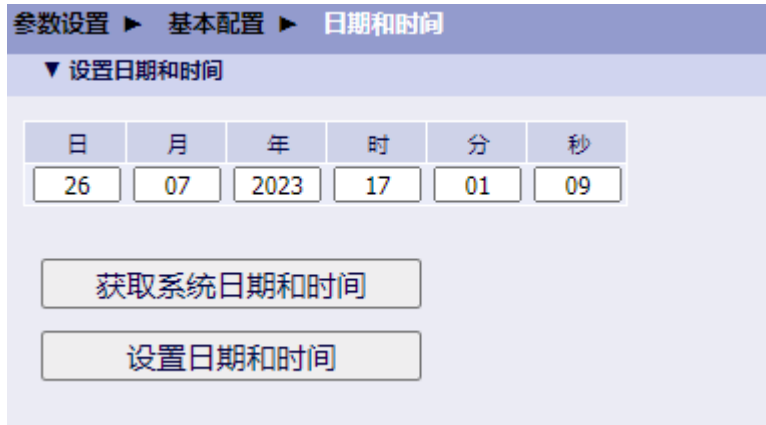 参数设置 ► 基本配置 ► 日期和时间
▼ 设置日期和时间
日 月 年 时 分 秒
26 07 2023 17 01 09
获取系统日期和时间
设置日期和时间